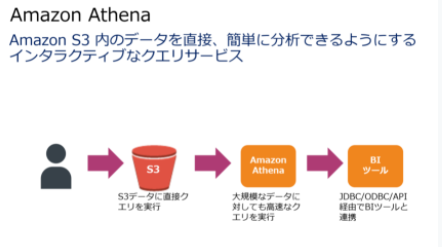 Amazon Athena
Amazon S3 内のデータを直接、簡単に分析できるようにする
インタラクティブなクエリサービス
S3
Amazon
Athena
BI
ツール
S3データに直接ク
エリを実行
大規模なデータに
対しても高速なク
エリを実行
JDBC/ODBC/API
経由でBIツールと
連携